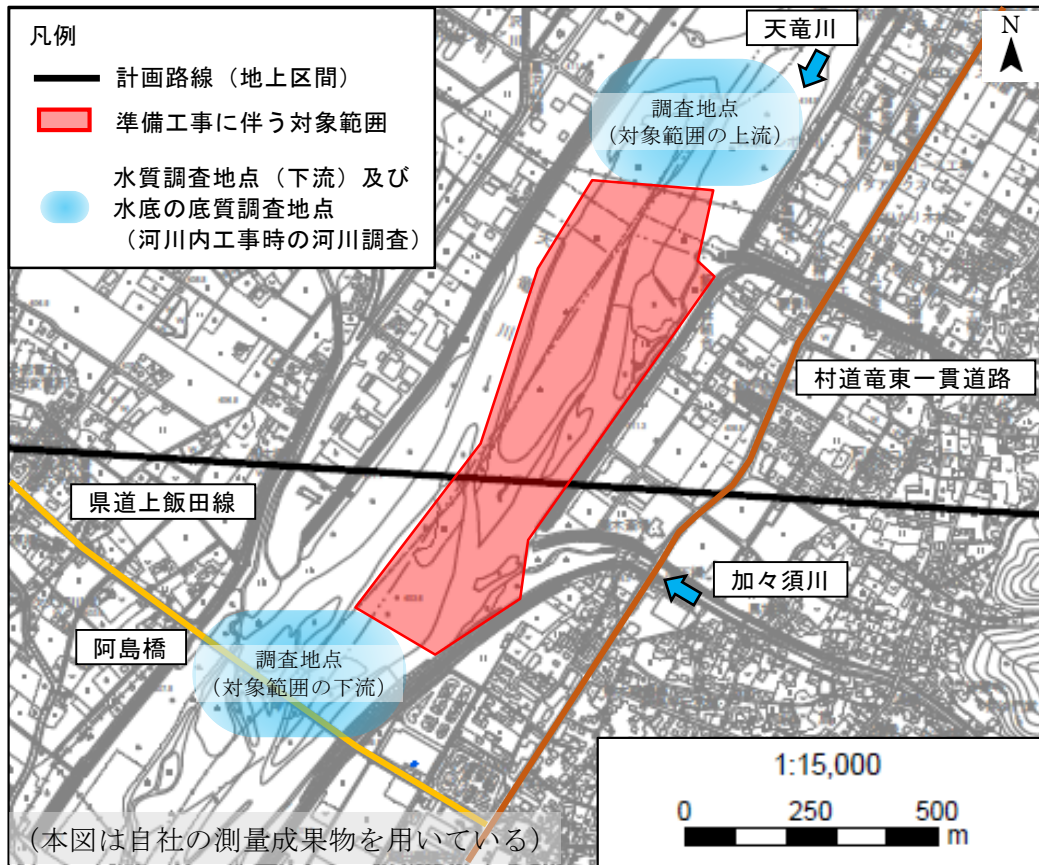 凡例
計画路線（地上区間）
準備工事に伴う対象範囲
水質調査地点（下流）及び
水底の底質調査地点
（河川内工事時の河川調査）
天竜川
N
調査地点
（対象範囲の上流）
村道竜東一貫道路
県道上飯田線
加々須川
阿島橋
調査地点
（対象範囲の下流）
1:15,000
0 250 500
m
（本図は自社の測量成果物を用いている）